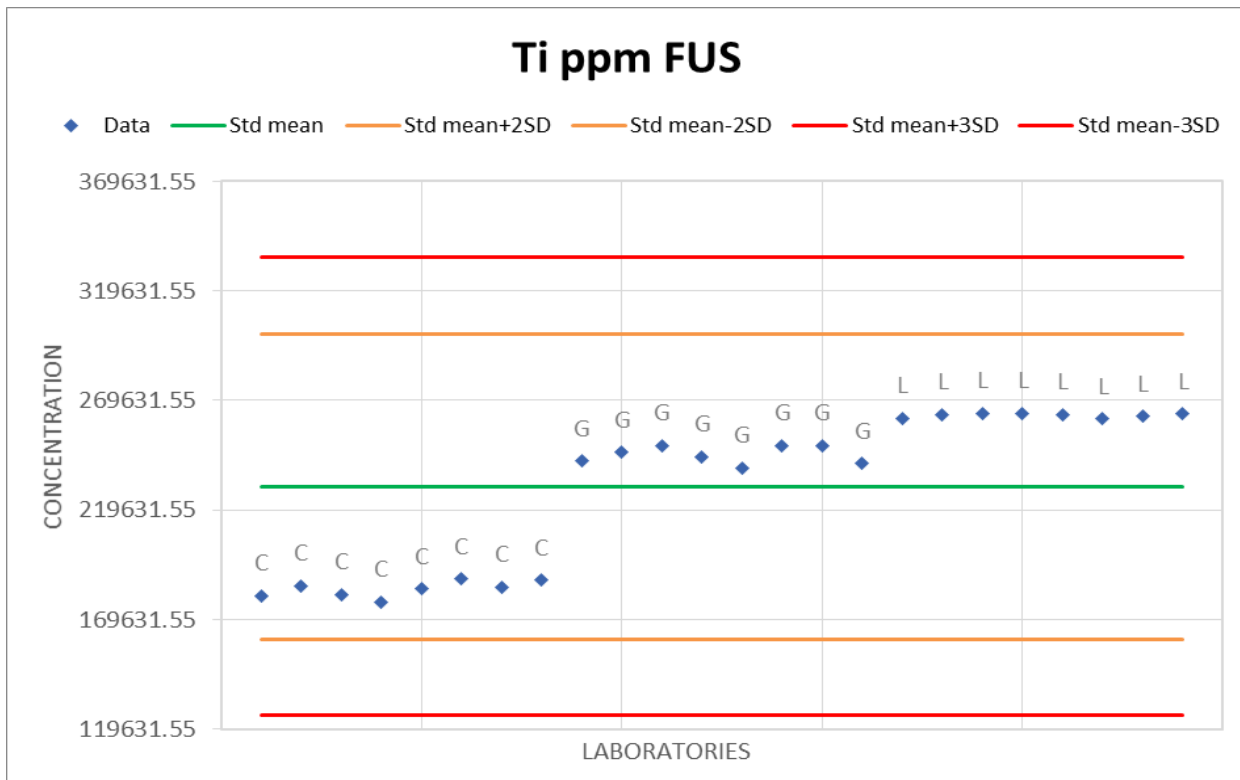 Ti ppm FUS
Data Std mean Std mean+2SD Std mean-2SD Std mean+3SD Std mean-3SD
369631.55
319631.55
269631.55
219631.55
169631.55
119631.55
CONCENTRATION
C C C C C C C C
G G G G G G G G
L L L L L L L L
LABORATORIES